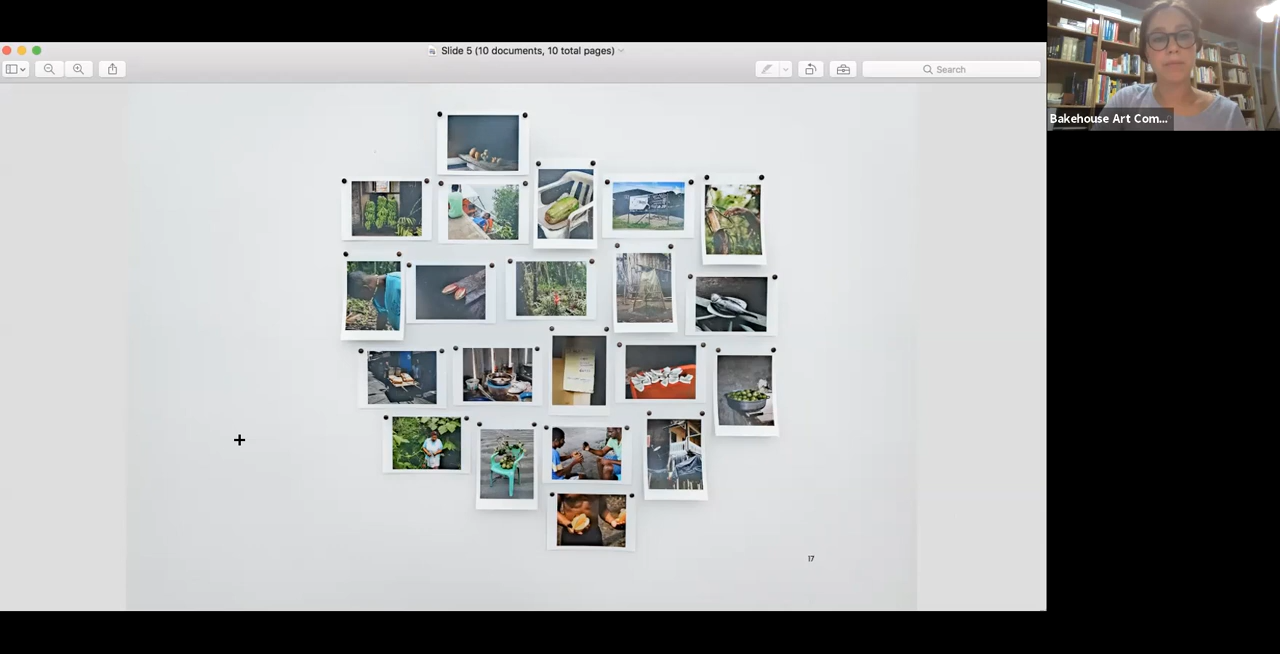 Slide 5 (10 documents, 10 total pages)
Search
Bakehouse Art Com...
17